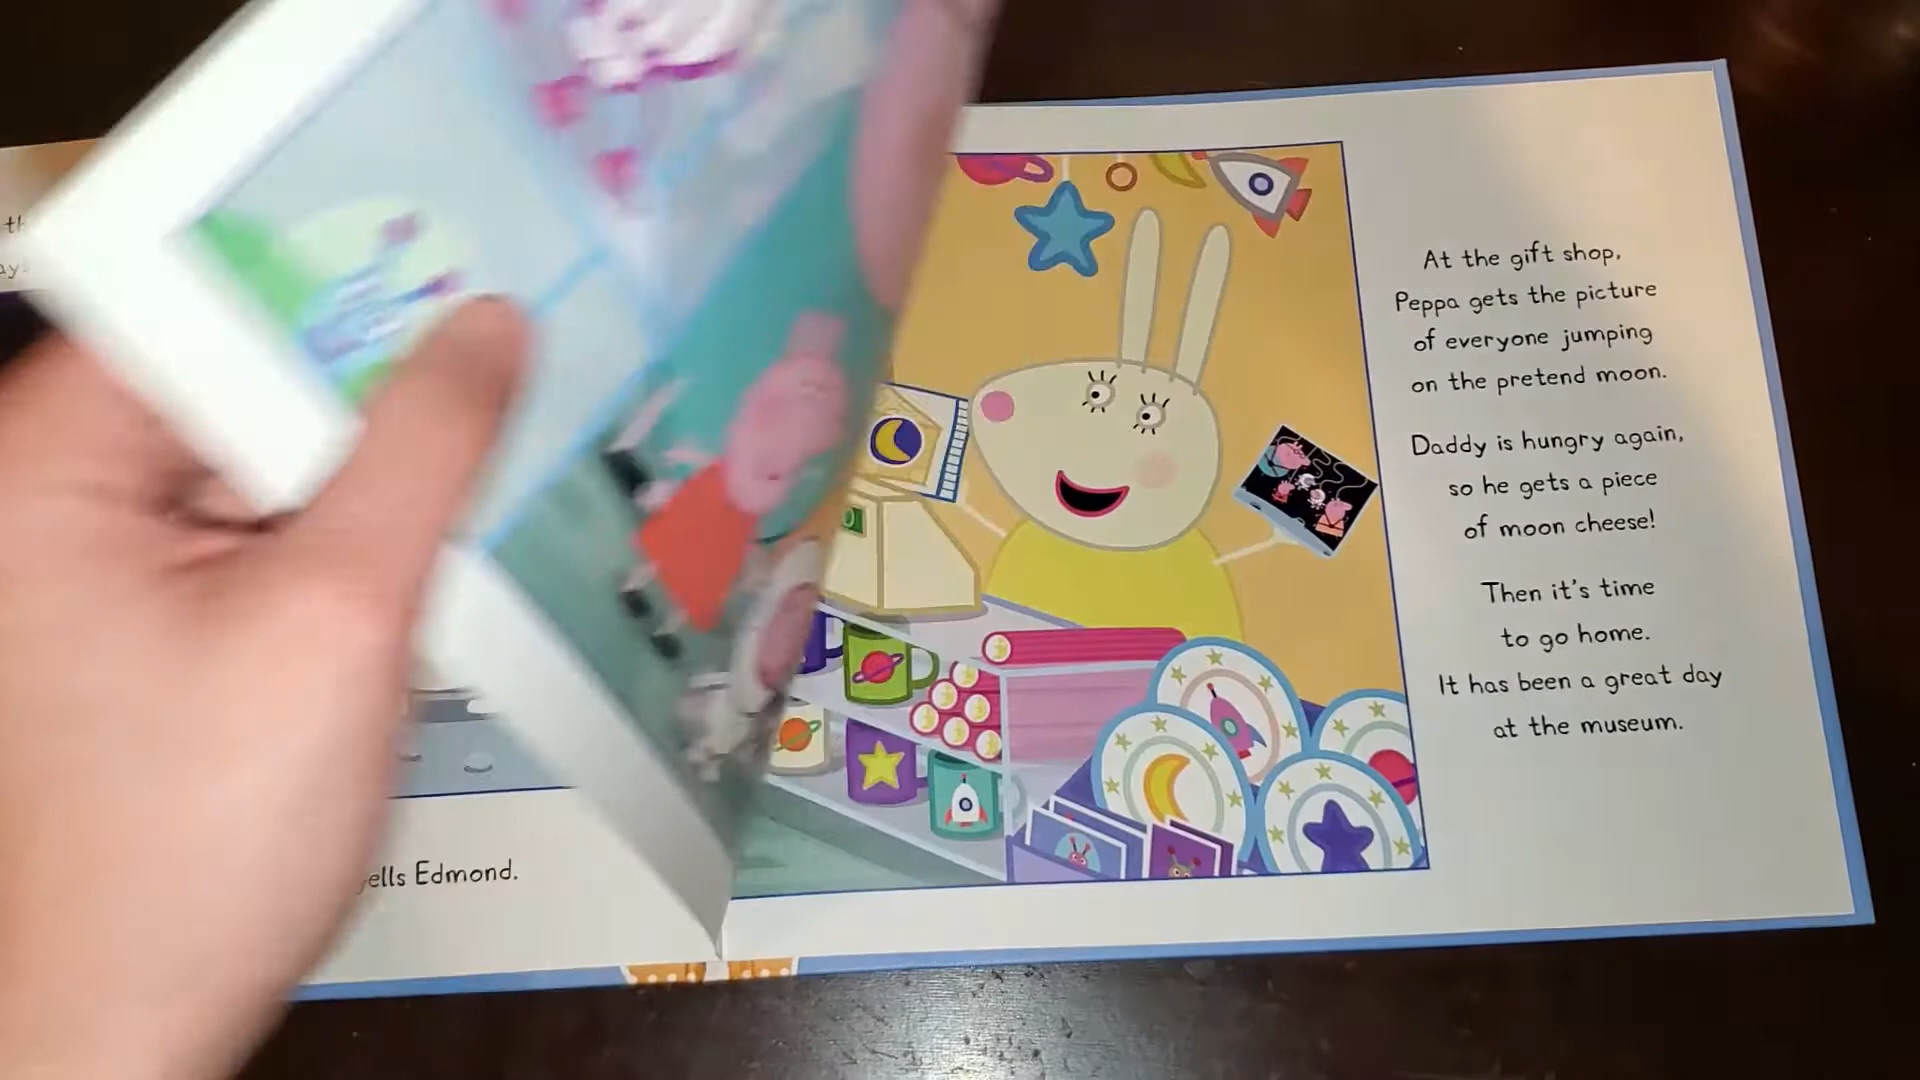 Edmond.
At the gift shop,
Peppa gets the picture
of everyone jumping
on the pretend moon.
Daddy is hungry again,
so he gets a piece
of moon cheese!
Then it's time
to go home.
It has been a great day
at the museum.